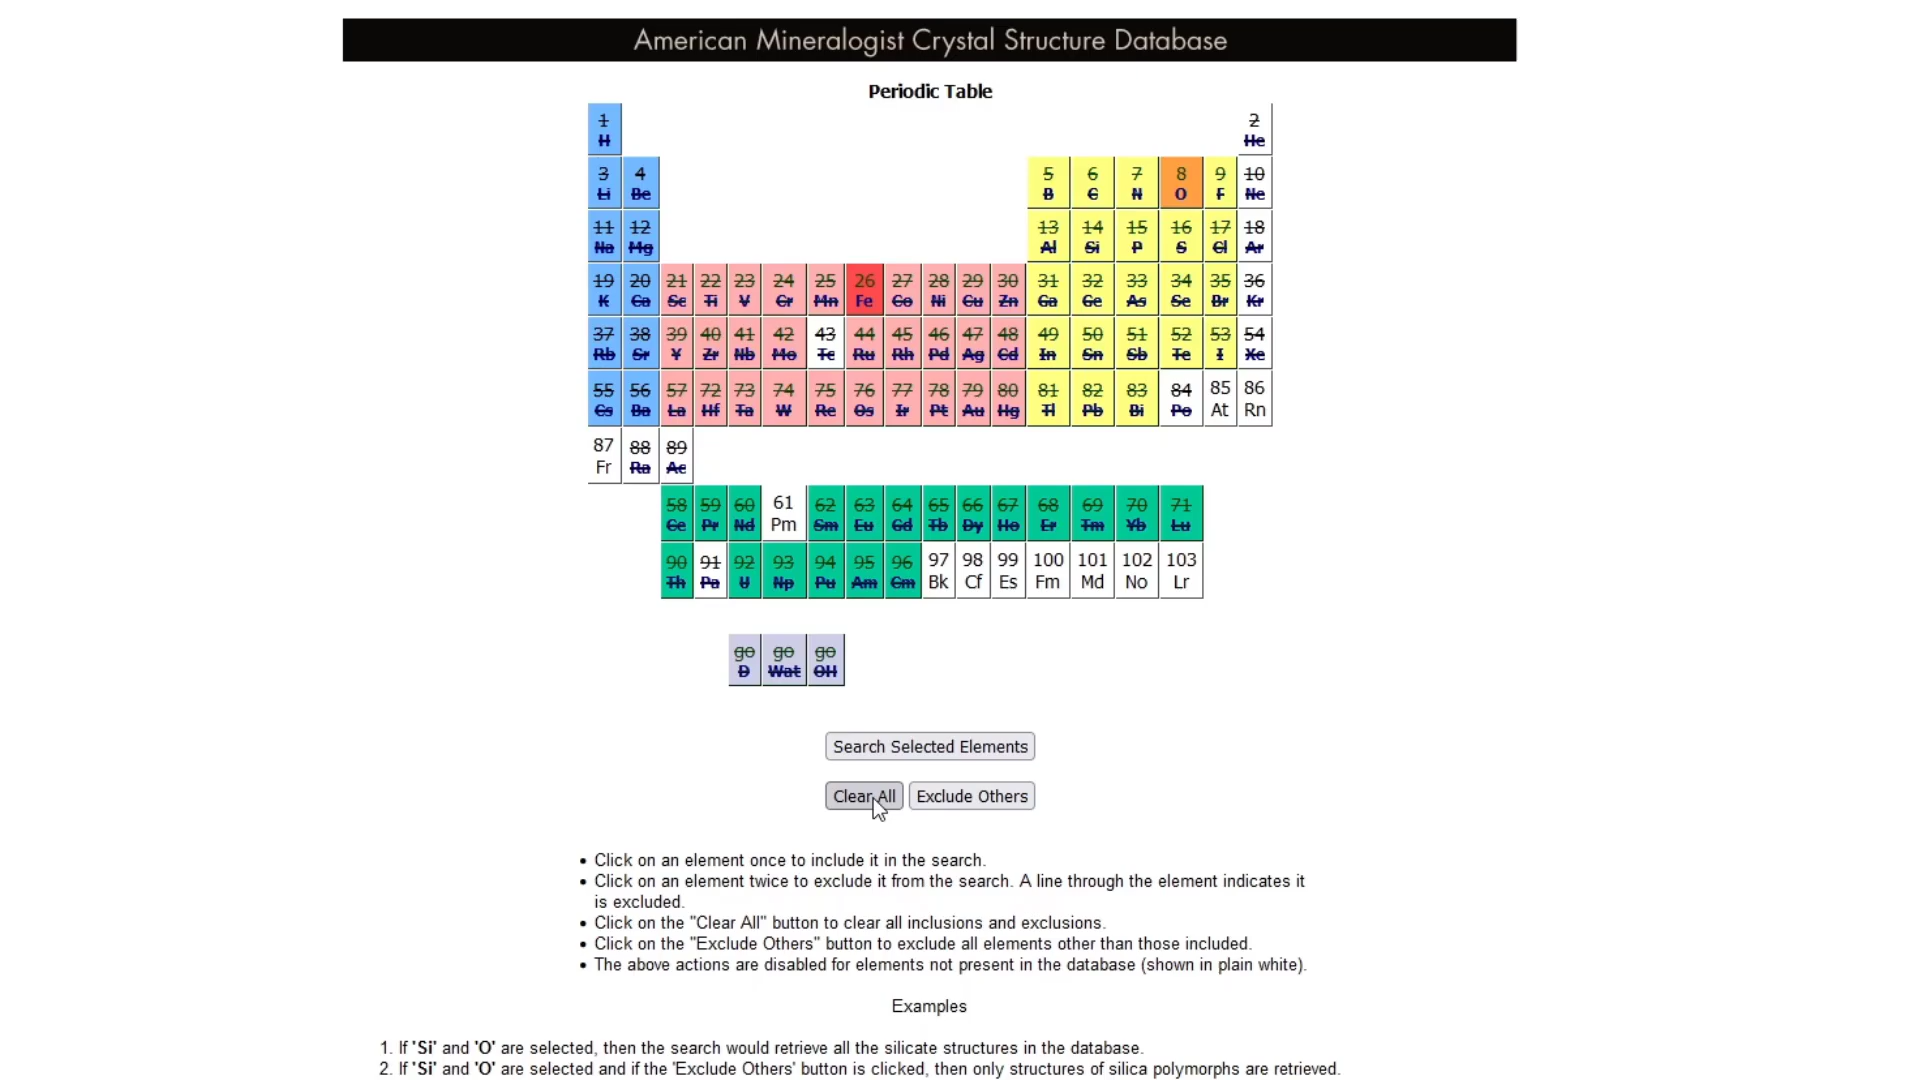 American Mineralogist Crystal Structure Database
Periodic Table
1 2
H He
3 4 5 6 7 8 9 10
Li Be B C N O F Ne
11 12 13 14 15 16 17 18
Na Mg Al Si P S Cl Ar
19 20 21 22 23 24 25 26 27 28 29 30 31 32 33 34 35 36
K Ca Sc Ti V Cr Mn Fe Co Ni Cu Zn Ga Ge As Se Br Kr
37 38 39 40 41 42 43 44 45 46 47 48 49 50 51 52 53 54
Rb Sr Y Zr Nb Mo Tc Ru Rh Pd Ag Cd In Sn Sb Te I Xe
55 56 57 72 73 74 75 76 77 78 79 80 81 82 83 84 85 86
Cs Ba La Hf Ta W Re Os Ir Pt Au Hg Tl Pb Bi Po At Rn
87 88 89
Fr Ra Ac
58 59 60 61 62 63 64 65 66 67 68 69 70 71
Ce Pr Nd Pm Sm Eu Gd Tb Dy Ho Er Tm Yb Lu
90 91 92 93 94 95 96 97 98 99 100 101 102 103
Th Pa U Np Pu Am Cm Bk Cf Es Fm Md No Lr
go go go
D Wat OH
Search Selected Elements
Clear All Exclude Others
• Click on an element once to include it in the search.
• Click on an element twice to exclude it from the search. A line through the element indicates it
is excluded.
• Click on the "Clear All" button to clear all inclusions and exclusions.
• Click on the "Exclude Others" button to exclude all elements other than those included.
• The above actions are disabled for elements not present in the database (shown in plain white).
Examples
1. If 'Si' and 'O' are selected, then the search would retrieve all the silicate structures in the database.
2. If 'Si' and 'O' are selected and if the 'Exclude Others' button is clicked, then only structures of silica polymorphs are retrieved.